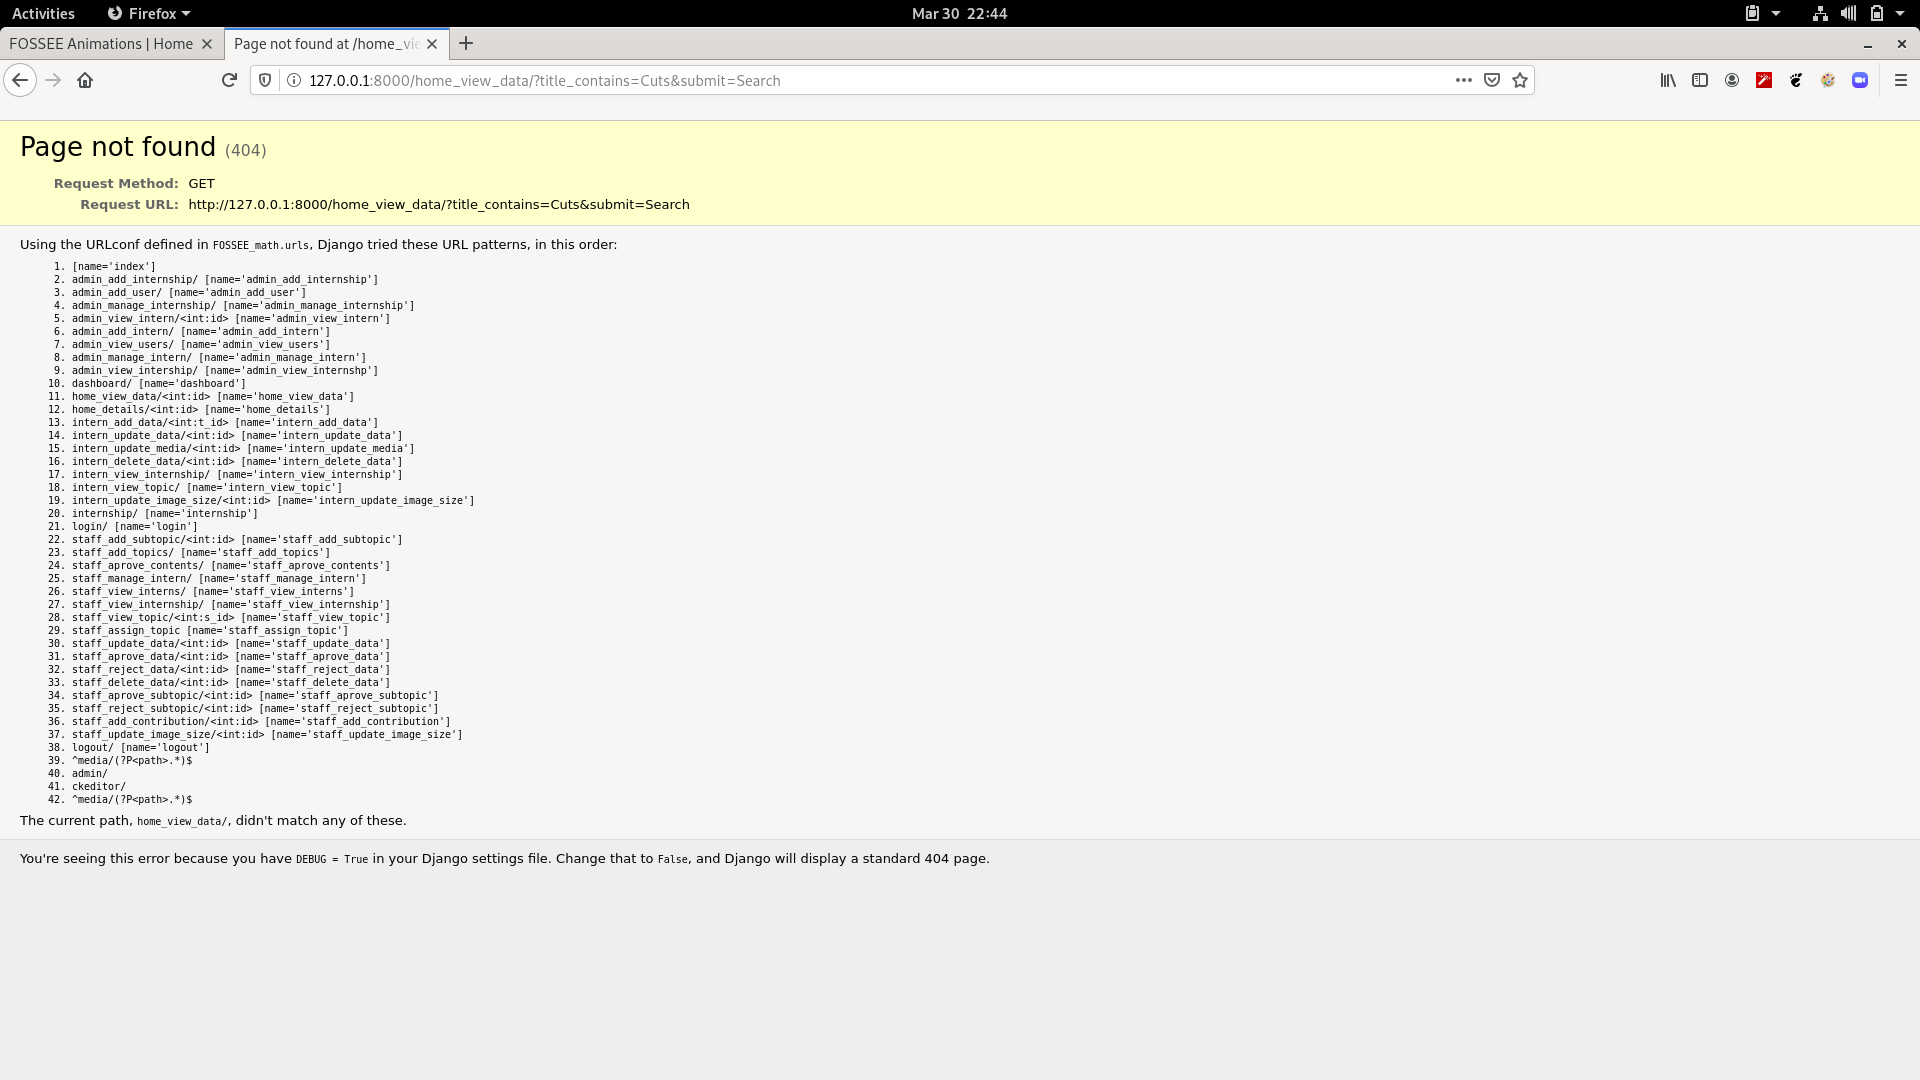 Activities
Firefox
Mar 30 22:44
FOSSEE Animations | Home
Page not found at /home_vie
127.0.0.1:8000/home_view_data/?title_contains=Cuts&submit=Search
Page not found (404)
Request Method: GET
Request URL: http://127.0.0.1:8000/home_view_data/?title_contains=Cuts&submit=Search
Using the URLconf defined in FOSSEE_math.urls, Django tried these URL patterns, in this order:
1. [name='index']
2. admin_add_internship/ [name='admin_add_internship']
3. admin_add_user/ [name='admin_add_user']
4. admin_manage_internship/ [name='admin_manage_internship']
5. admin_view_intern/<int:id> [name='admin_view_intern']
6. admin_add_intern/ [name='admin_add_intern']
7. admin_view_users/ [name='admin_view_users']
8. admin_manage_intern/ [name='admin_manage_intern']
9. admin_view_intership/ [name='admin_view_internshp']
10. dashboard/ [name='dashboard']
11. home_view_data/<int:id> [name='home_view_data']
12. home_details/<int:id> [name='home_details']
13. intern_add_data/<int:t_id> [name='intern_add_data']
14. intern_update_data/<int:id> [name='intern_update_data']
15. intern_update_media/<int:id> [name='intern_update_media']
16. intern_delete_data/<int:id> [name='intern_delete_data']
17. intern_view_internship/ [name='intern_view_internship']
18. intern_view_topic/ [name='intern_view_topic']
19. intern_update_image_size/<int:id> [name='intern_update_image_size']
20. internship/ [name='internship']
21. login/ [name='login']
22. staff_add_subtopic/<int:id> [name='staff_add_subtopic']
23. staff_add_topics/ [name='staff_add_topics']
24. staff_aprove_contents/ [name='staff_aprove_contents']
25. staff_manage_intern/ [name='staff_manage_intern']
26. staff_view_interns/ [name='staff_view_interns']
27. staff_view_internship/ [name='staff_view_internship']
28. staff_view_topic/<int:s_id> [name='staff_view_topic']
29. staff_assign_topic [name='staff_assign_topic']
30. staff_update_data/<int:id> [name='staff_update_data']
31. staff_aprove_data/<int:id> [name='staff_aprove_data']
32. staff_reject_data/<int:id> [name='staff_reject_data']
33. staff_delete_data/<int:id> [name='staff_delete_data']
34. staff_aprove_subtopic/<int:id> [name='staff_aprove_subtopic']
35. staff_reject_subtopic/<int:id> [name='staff_reject_subtopic']
36. staff_add_contribution/<int:id> [name='staff_add_contribution']
37. staff_update_image_size/<int:id> [name='staff_update_image_size']
38. logout/ [name='logout']
39. ^media/(?P<path>.*)$
40. admin/
41. ckeditor/
42. ^media/(?P<path>.*)$
The current path, home_view_data/, didn't match any of these.
You're seeing this error because you have DEBUG = True in your Django settings file. Change that to False, and Django will display a standard 404 page.